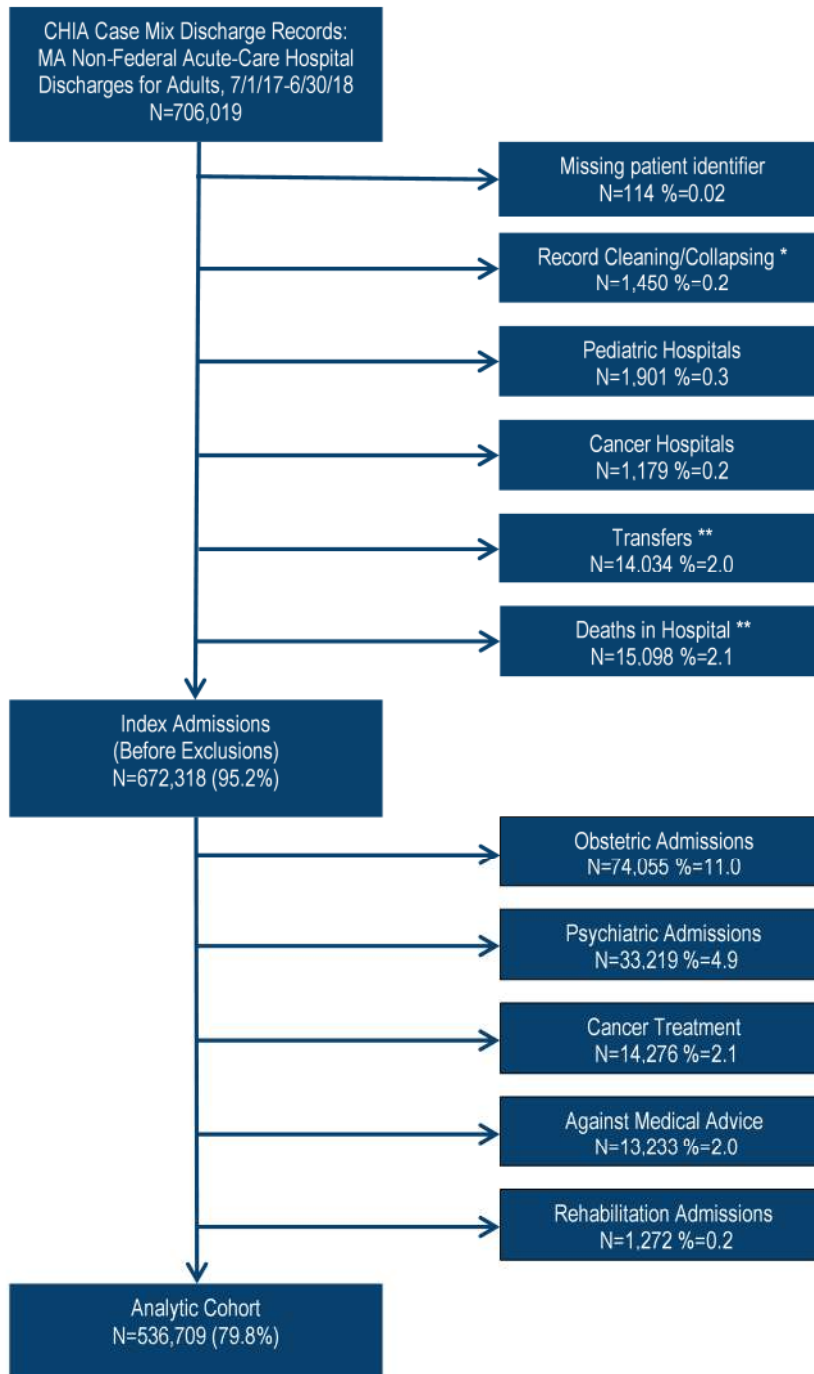 CHIA Case Mix Discharge Records:
MA Non-Federal Acute-Care Hospital
Discharges for Adults, 7/1/17-6/30/18
N=706,019
Missing patient identifier
N=114 %=0.02
Record Cleaning/Collapsing *
N=1,450 %=0.2
Pediatric Hospitals
N=1,901 %=0.3
Cancer Hospitals
N=1,179 %=0.2
Transfers **
N=14.034 %=2.0
Deaths in Hospital **
N=15,098 %=2.1
Index Admissions
(Before Exclusions)
N=672,318 (95.2%)
Obstetric Admissions
N=74,055 %=11.0
Psychiatric Admissions
N=33,219 %=4.9
Cancer Treatment
N=14,276 %=2.1
Against Medical Advice
N=13,233 %=2.0
Rehabilitation Admissions
N=1,272 %=0.2
Analytic Cohort
N=536,709 (79.8%)